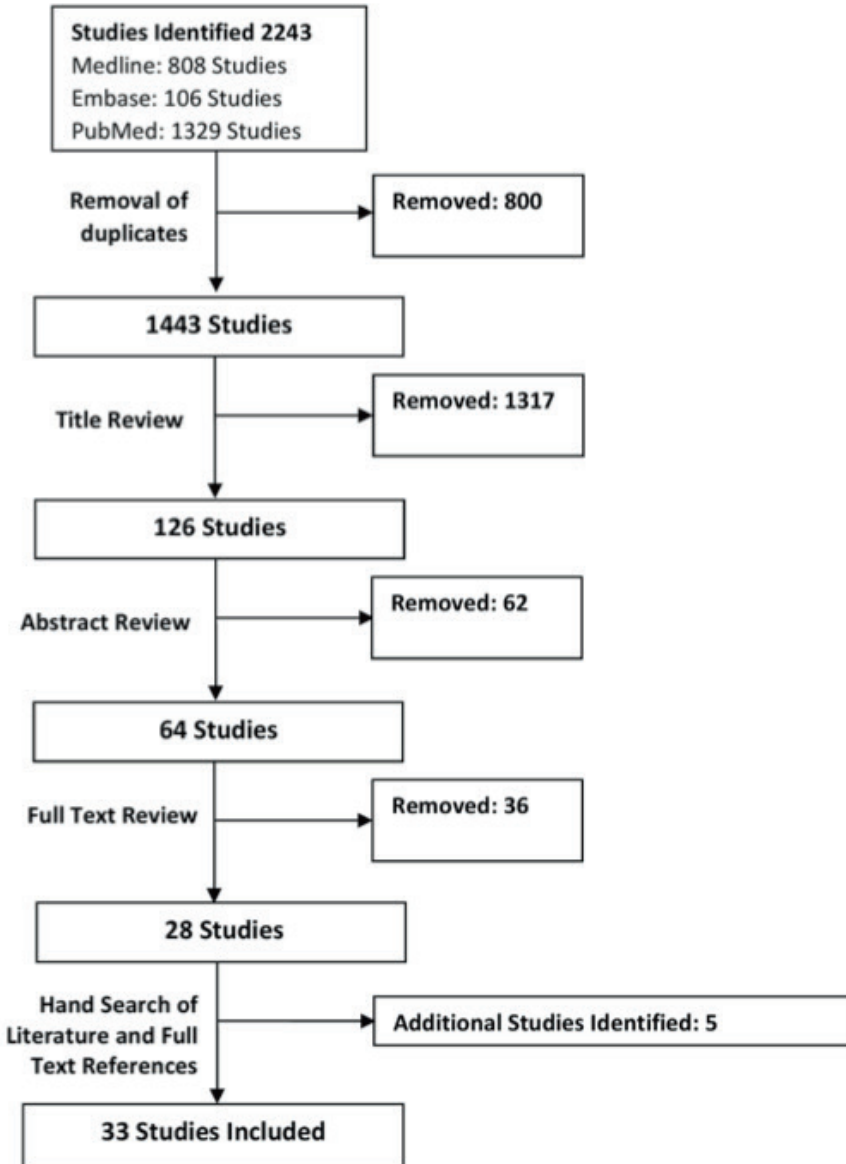 Studies Identified 2243
Medline: 808 Studies
Embase: 106 Studies
PubMed: 1329 Studies
Removal of
duplicates
Removed: 800
1443 Studies
Title Review
Removed: 1317
126 Studies
Abstract Review
Removed: 62
64 Studies
Full Text Review
Removed: 36
28 Studies
Hand Search of
Literature and Full
Text References
Additional Studies Identified: 5
33 Studies Included